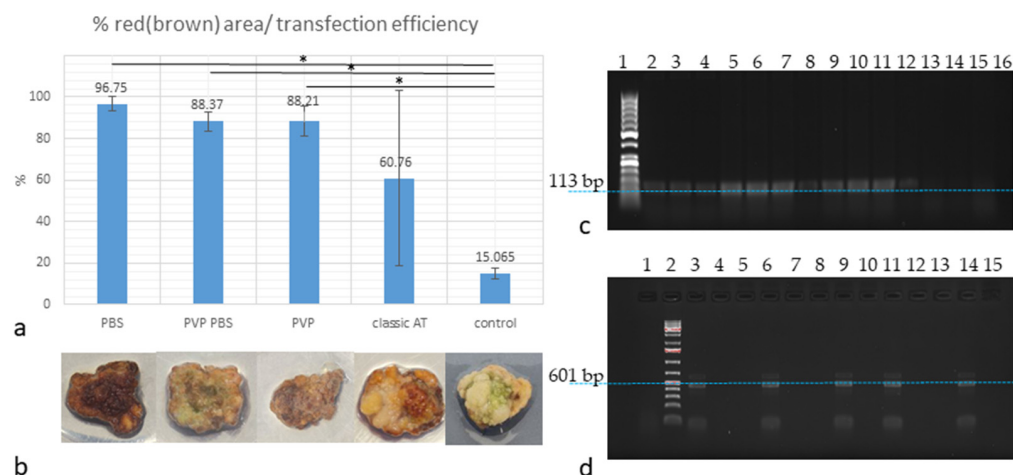 % red(brown) area/ transfection efficiency
*
*
*
100
80
60
40
20
0
%
96.75
88.37
88.21
60.76
15.065
PBS
PVP PBS
PVP
classic AT
control
a
b
1 2 3 4 5 6 7 8 9 10 11 12 13 14 15 16
113 bp
c
1 2 3 4 5 6 7 8 9 10 11 12 13 14 15
601 bp
d